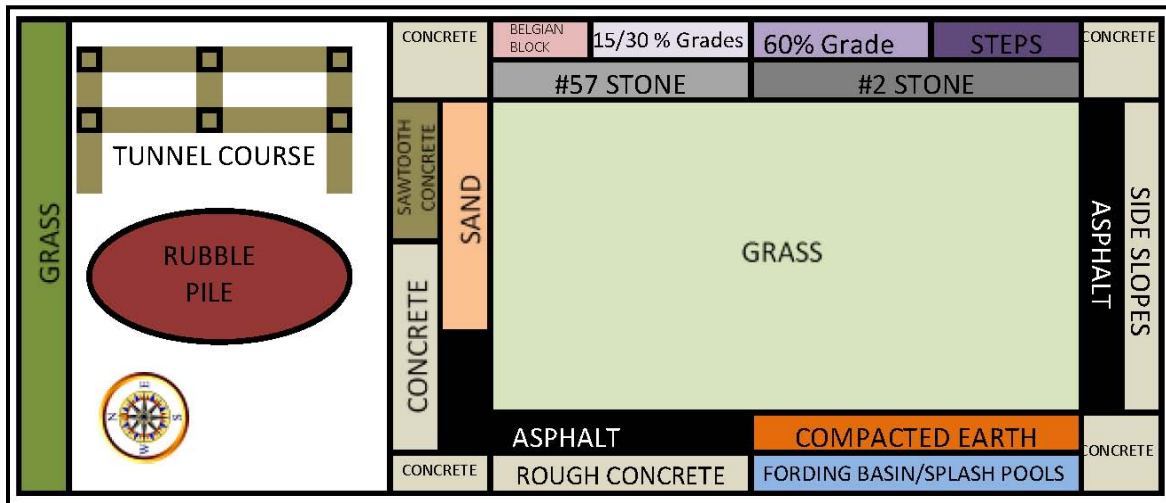 GRASS
TUNNEL COURSE
RUBBLE
PILE
N
E
S
W
CONCRETE
BELGIAN
BLOCK
15/30 % Grades
60% Grade
STEPS
CONCRETE
#57 STONE
#2 STONE
SAWTOOTH
CONCRETE
SAND
GRASS
ASPHALT
SIDE SLOPES
CONCRETE
ASPHALT
COMPACTED EARTH
CONCRETE
CONCRETE
ROUGH CONCRETE
FORDING BASIN/SPLASH POOLS